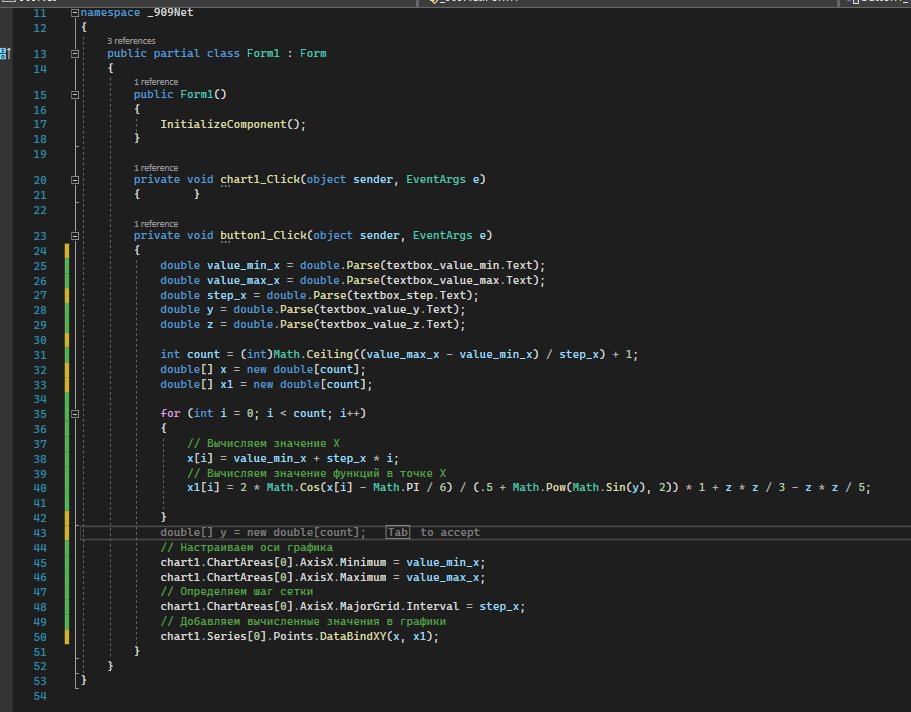 11 namespace _909Net
12 {
3 references
13 public partial class Form1 : Form
14 {
1 reference
15 public Form1()
16 {
17 InitializeComponent();
18 }
19
1 reference
20 private void chart1_Click(object sender, EventArgs e)
21 { }
22
1 reference
23 private void button1_Click(object sender, EventArgs e)
24 {
25 double value_min_x = double.Parse(textbox_value_min.Text);
26 double value_max_x = double.Parse(textbox_value_max.Text);
27 double step_x = double.Parse(textbox_step.Text);
28 double y = double.Parse(textbox_value_y.Text);
29 double z = double.Parse(textbox_value_z.Text);
30
31 int count = (int)Math.Ceiling((value_max_x - value_min_x) / step_x) + 1;
32 double[] x = new double[count];
33 double[] x1 = new double[count];
34
35 for (int i = 0; i < count; i++)
36 {
37 // Вычисляем значение X
38 x[i] = value_min_x + step_x * i;
39 // Вычисляем значение функций в точке X
40 x1[i] = 2 * Math.Cos(x[i] - Math.PI / 6) / (.5 + Math.Pow(Math.Sin(y), 2)) * 1 + z * z / 3 - z * z / 5;
41
42 }
43 double[] y = new double[count]; Tab to accept
44 // Настраиваем оси графика
45 chart1.ChartAreas[0].AxisX.Minimum = value_min_x;
46 chart1.ChartAreas[0].AxisX.Maximum = value_max_x;
47 // Определяем шаг сетки
48 chart1.ChartAreas[0].AxisX.MajorGrid.Interval = step_x;
49 // Добавляем вычисленные значения в графики
50 chart1.Series[0].Points.DataBindXY(x, x1);
51 }
52 }
53 }
54